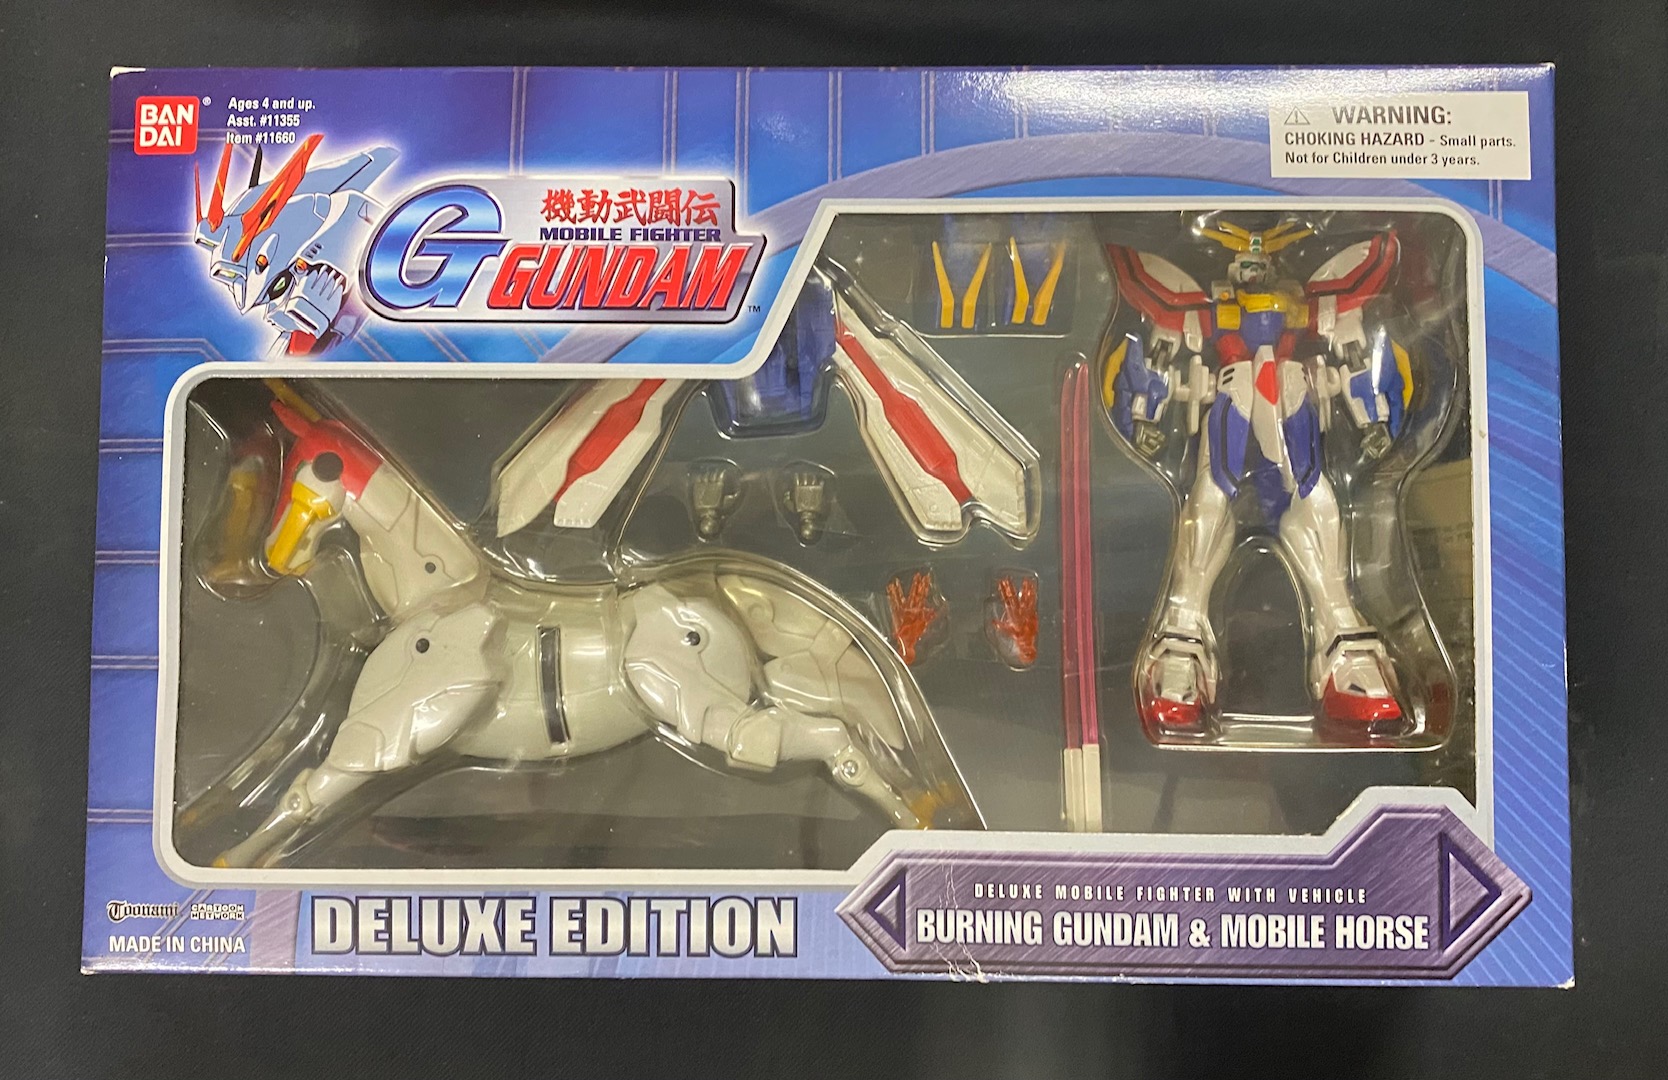 BAN
DAI
®
Ages 4 and up.
Asst. #11355
Item #11660
機動武闘伝
MOBILE FIGHTER
G GUNDAM
TM
WARNING:
CHOKING HAZARD - Small parts.
Not for Children under 3 years.
Toonami
CARTOON
NETWORK
MADE IN CHINA
DELUXE EDITION
DELUXE MOBILE FIGHTER WITH VEHICLE
BURNING GUNDAM & MOBILE HORSE